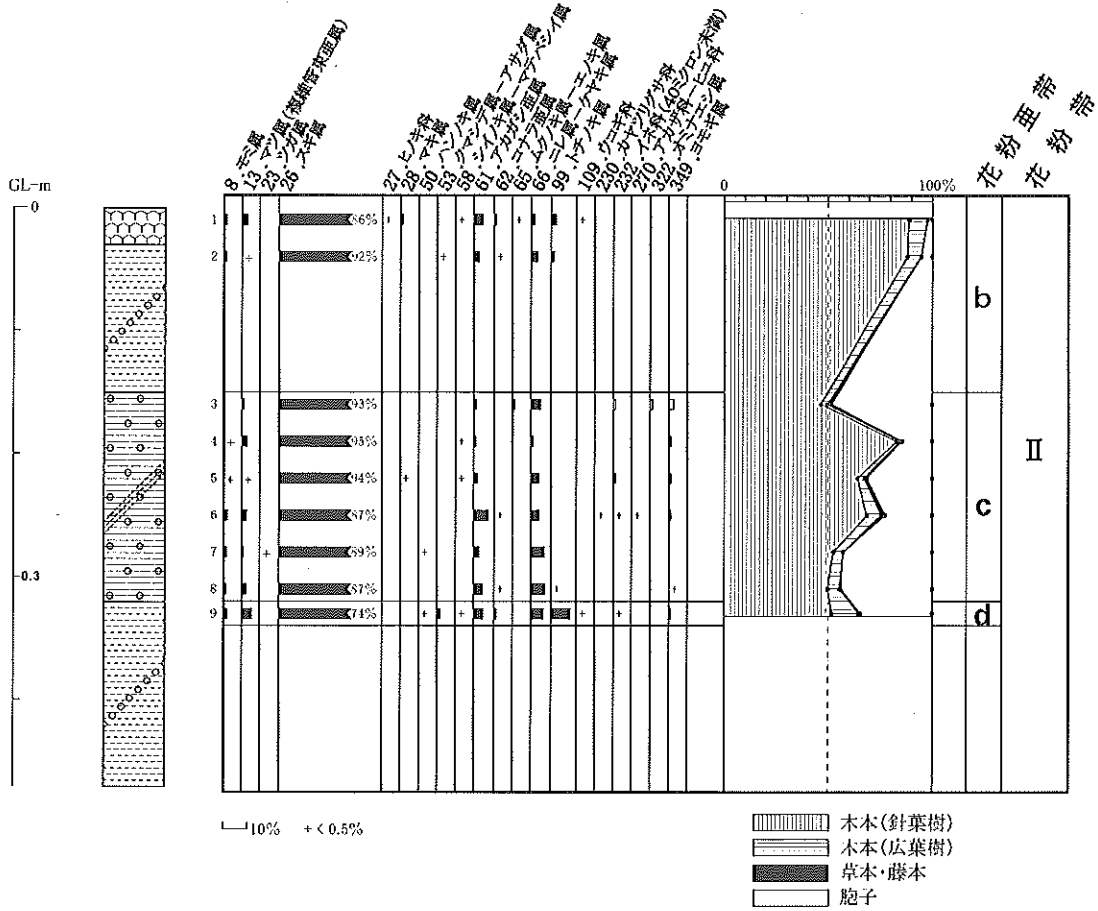 8 モミ属
13 マツ属(複維管束亜属)
23 ツガ属
26 スギ属
27 ヒノキ科
28 マキ属
50 ハンノキ属
53 クマシデ属―アサダ属
58 シイノキ属―マテバシイ属
61 アカガシ亜属
62 コナラ亜属
65 ムクノキ属―エノキ属
66 ニレ属―ケヤキ属
99 トチノキ属
109 ウコギ科
230 カヤツリグサ科
232 イネ科(40ミクロン未満)
270 アカザ科―ヒユ科
322 オミナエシ属
349 ヨモギ属
花粉亜帯
花粉帯
GL-m
0
0.3
0 100%
1 86%
2 92%
3 93%
4 95%
5 94%
6 87%
7 89%
8 87%
9 74%
b
c
d
II
10% +<0.5%
木本(針葉樹)
木本(広葉樹)
草本・藤本
胞子